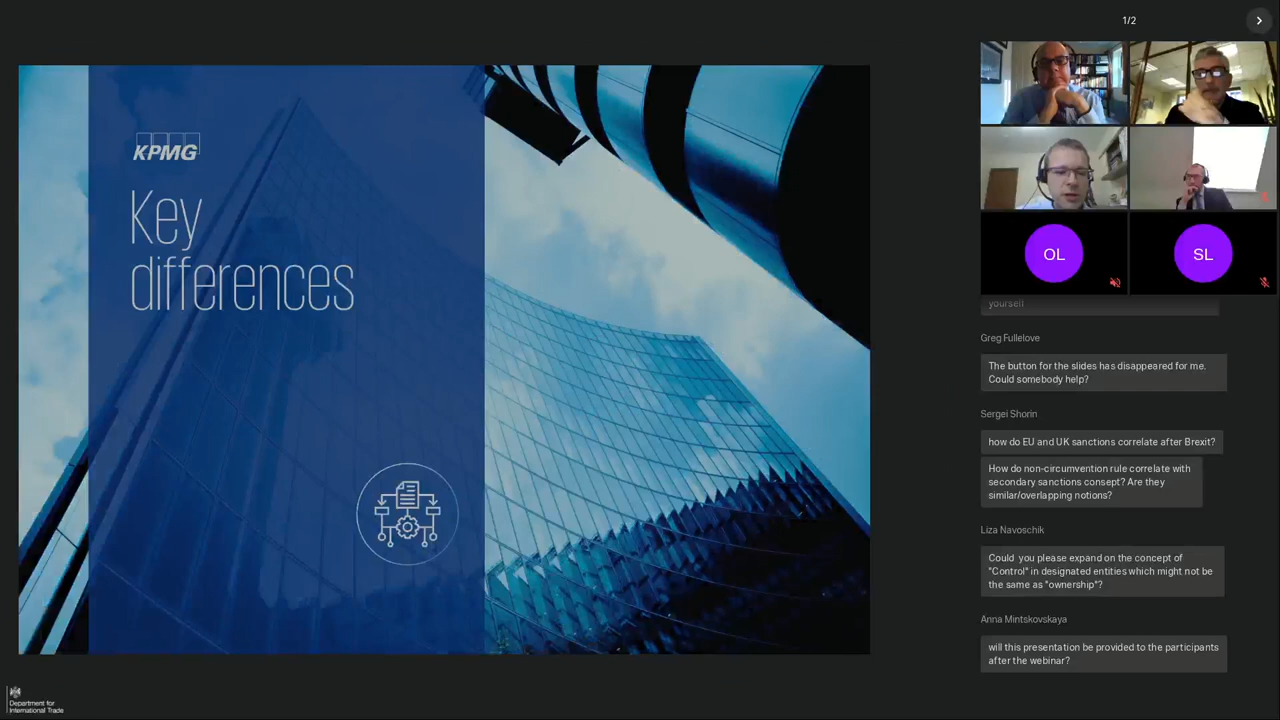 1/2
KPMG
Key
differences
OL
SL
yourself
Greg Fullelove
The button for the slides has disappeared for me.
Could somebody help?
Sergei Shorin
how do EU and UK sanctions correlate after Brexit?
How do non-circumvention rule correlate with
secondary sanctions consept? Are they
similar/overlapping notions?
Liza Navoschik
Could you please expand on the concept of
"Control" in designated entities which might not be
the same as "ownership"?
Anna Mintskovskaya
will this presentation be provided to the participants
after the webinar?
Department for
International Trade